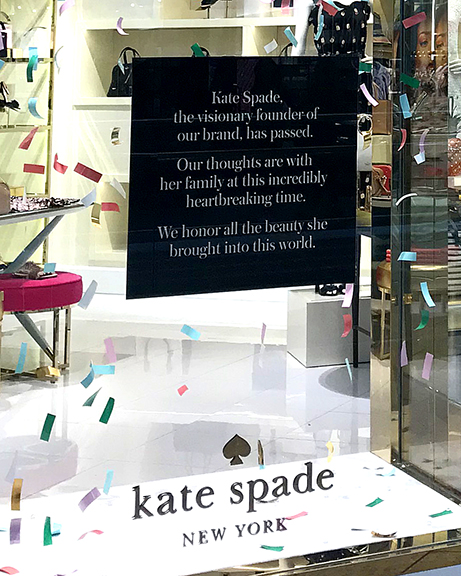 Kate Spade,
the visionary founder of
our brand, has passed.
Our thoughts are with
her family at this incredibly
heartbreaking time.
We honor all the beauty she
brought into this world.
kate spade
NEW YORK